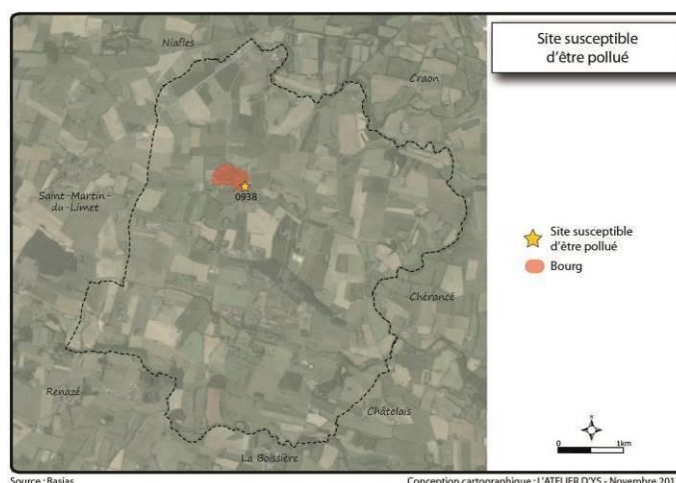 Site susceptible
d'être pollué
Niafles
Craon
Saint-Martin-
du-Limet
0938
Chérancé
Renazé
Châtelais
La Boissière
Site susceptible
d'être pollué
Bourg
N
0 1km
Source : Basias
Conception cartographique : L'ATELIER D'YS - Novembre